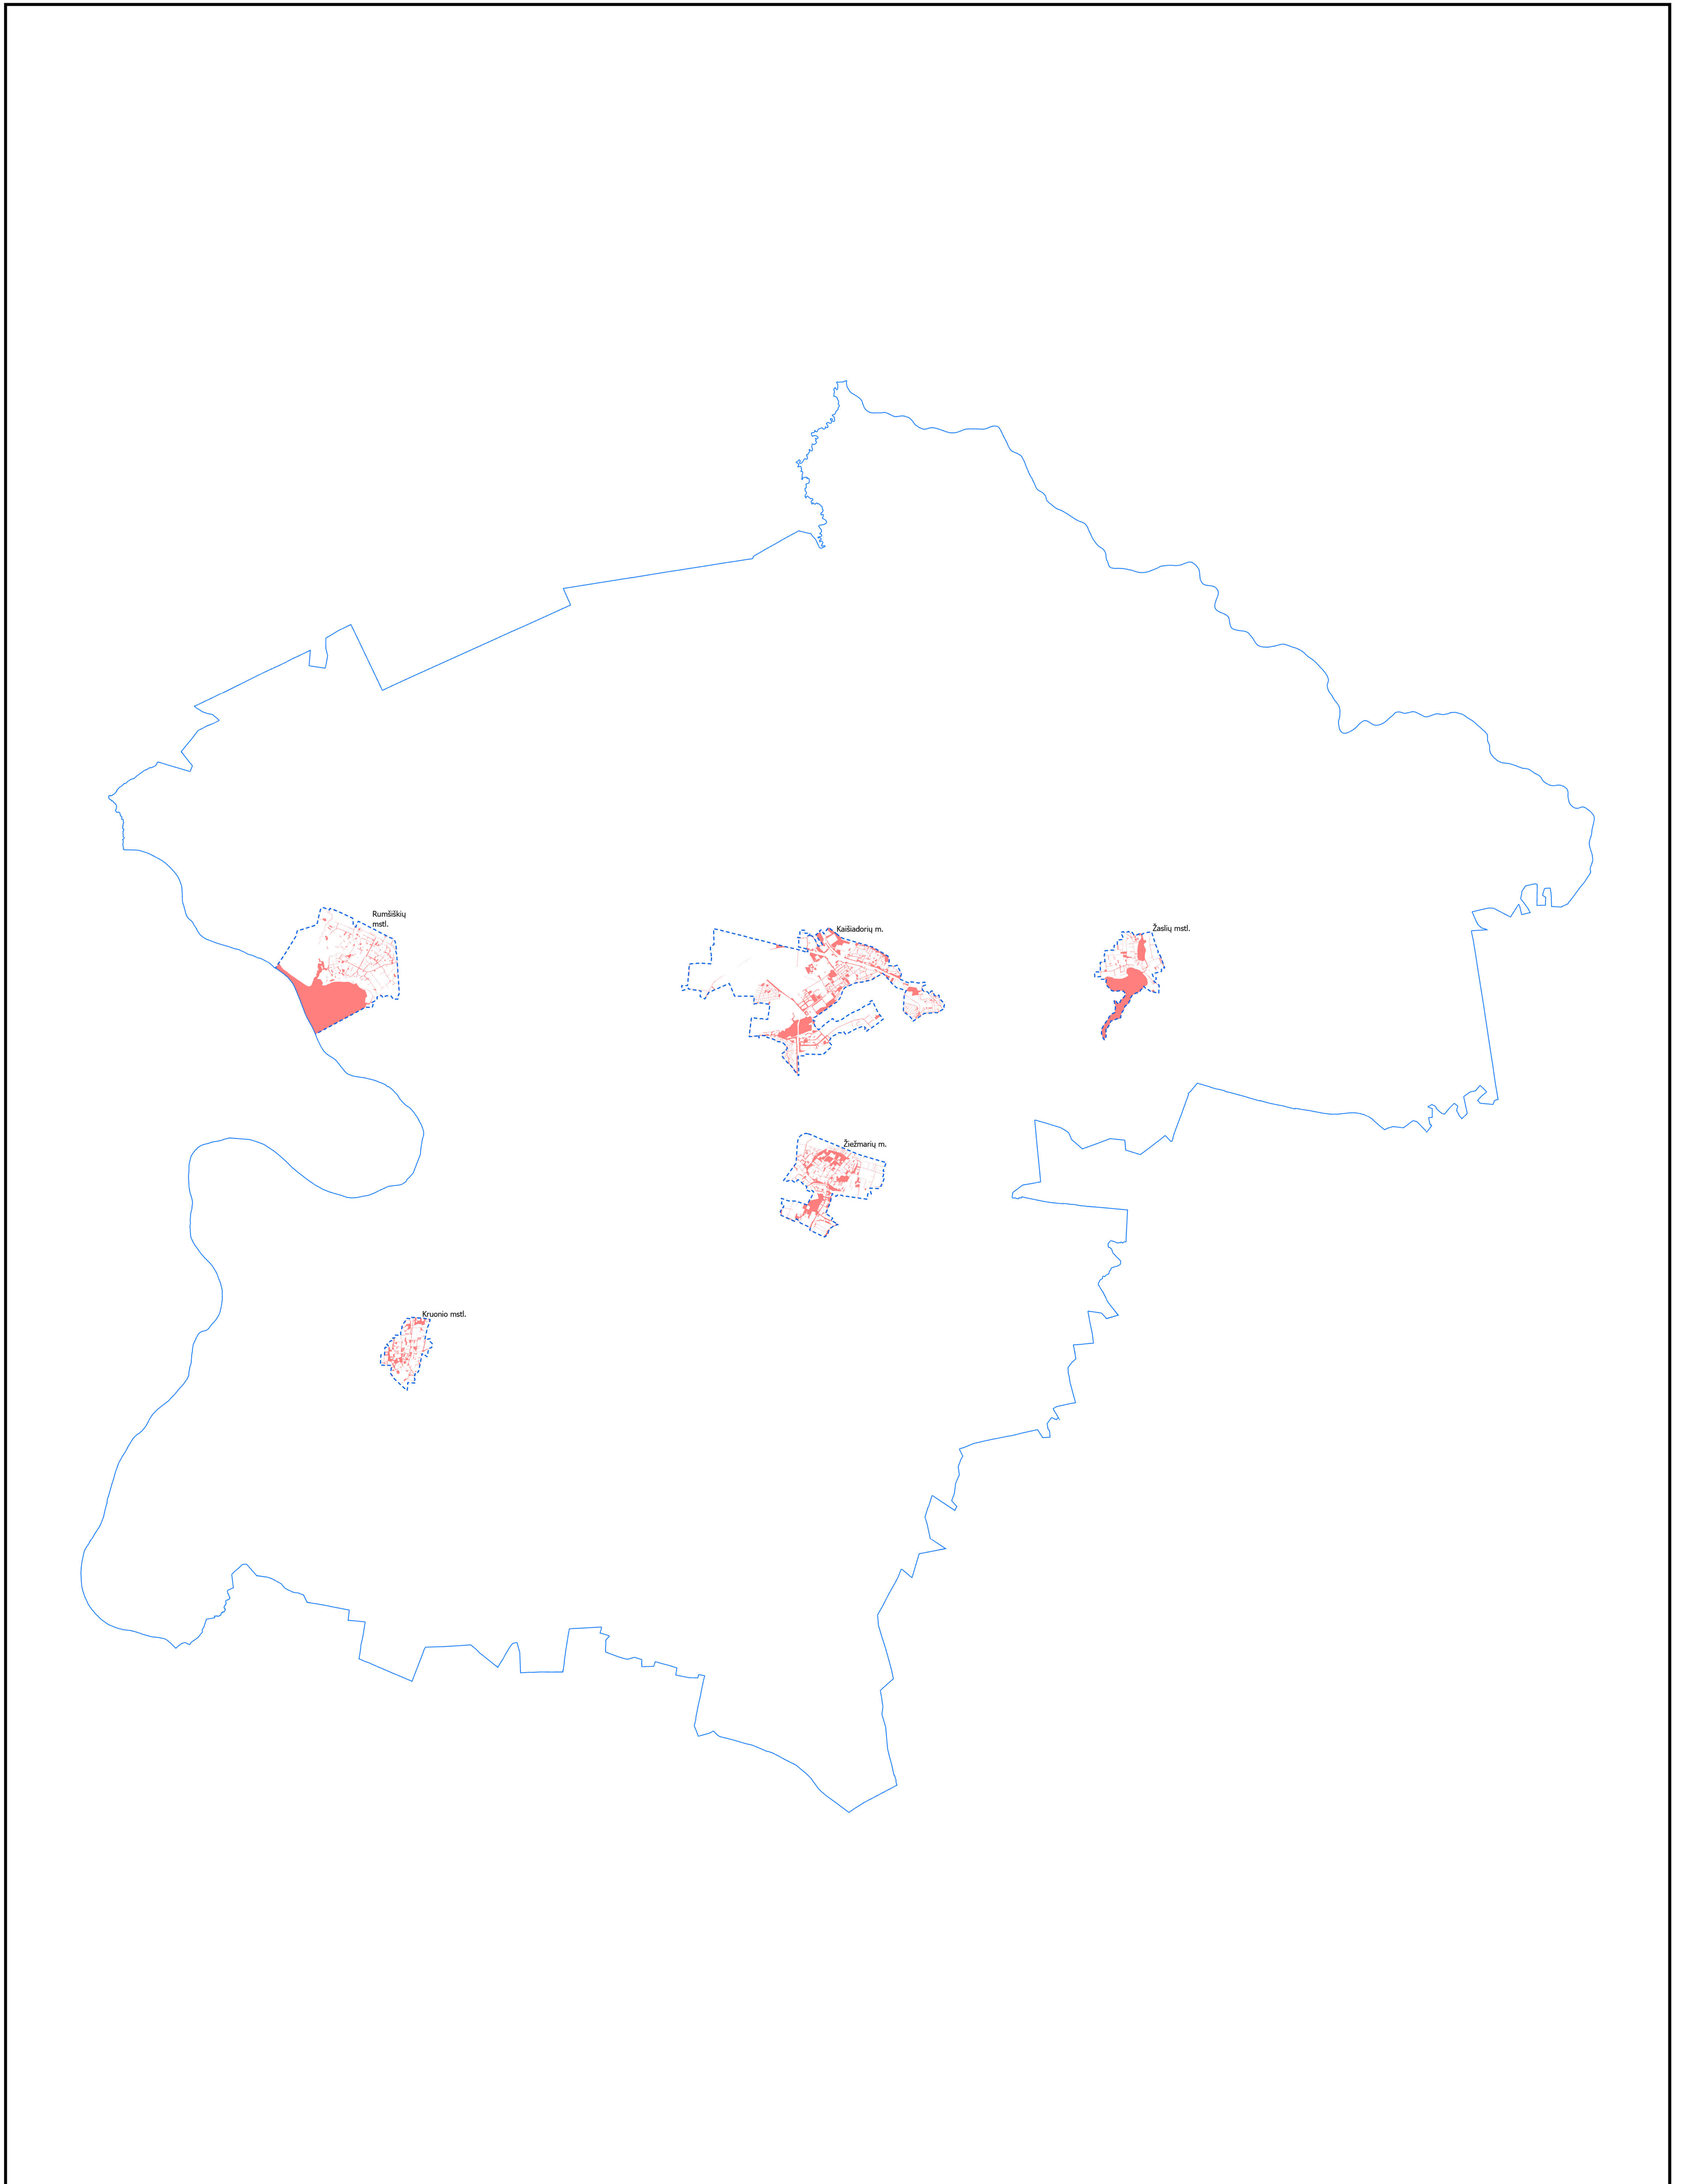 Rumšiškių
mstl.
Kaišiadorių m.
Žaslių mstl.
Žiežmarių m.
Kruonio mstl.